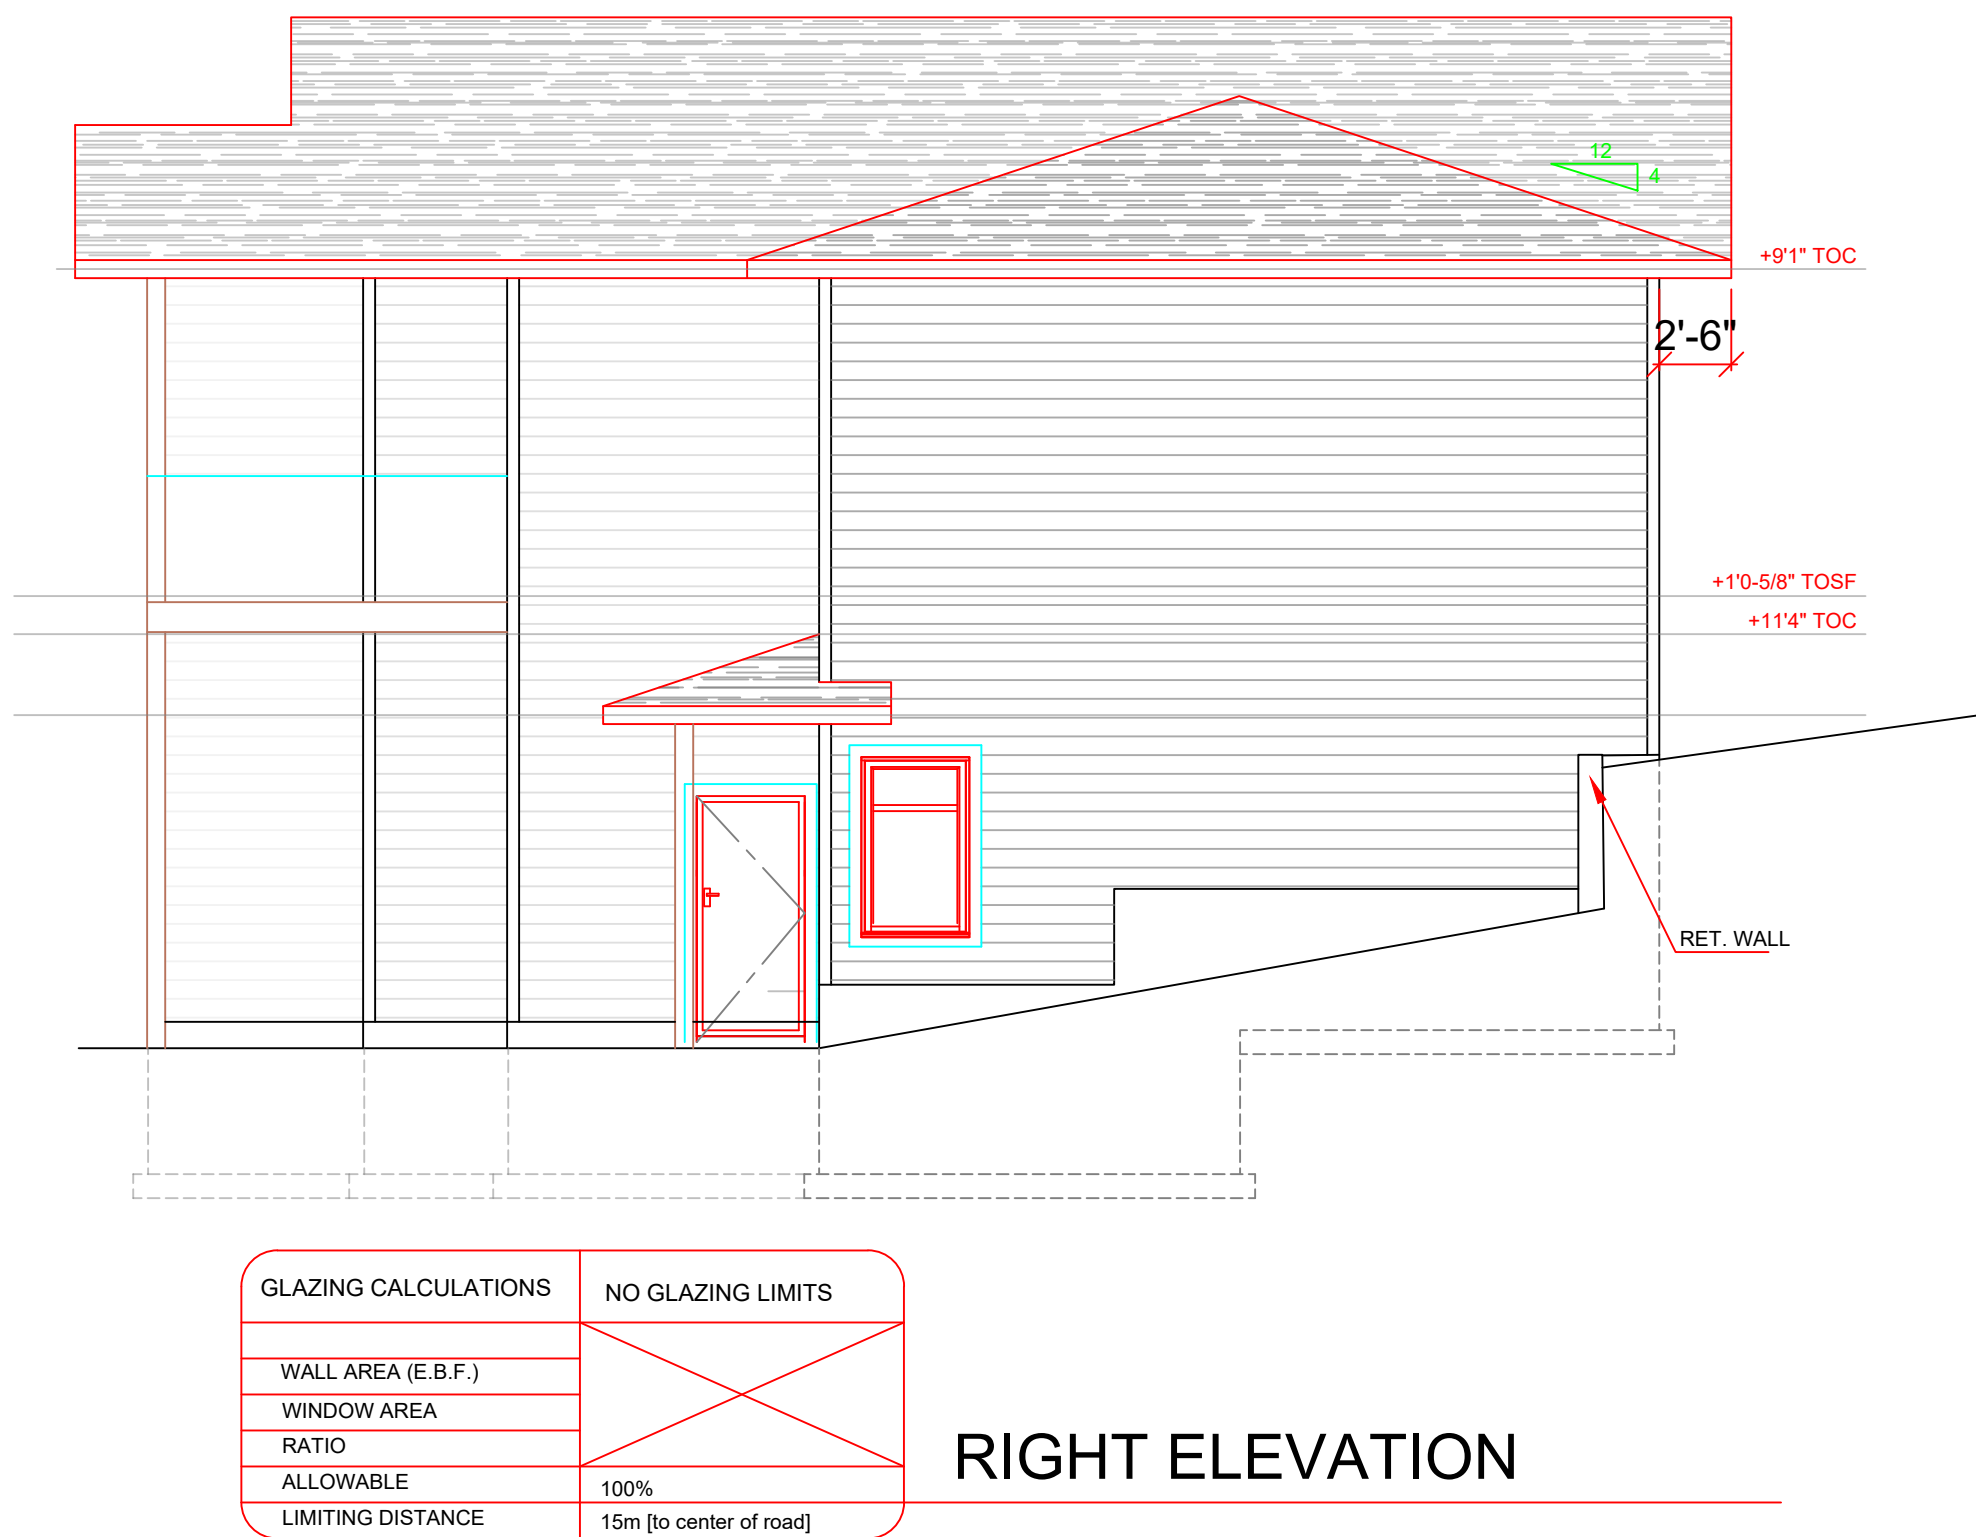 12
4
+9'1" TOC
2'-6"
+1'0-5/8" TOSF
+11'4" TOC
RET. WALL
GLAZING CALCULATIONS
NO GLAZING LIMITS
WALL AREA (E.B.F.)
WINDOW AREA
RATIO
ALLOWABLE
100%
LIMITING DISTANCE
15m [to center of road]
RIGHT ELEVATION